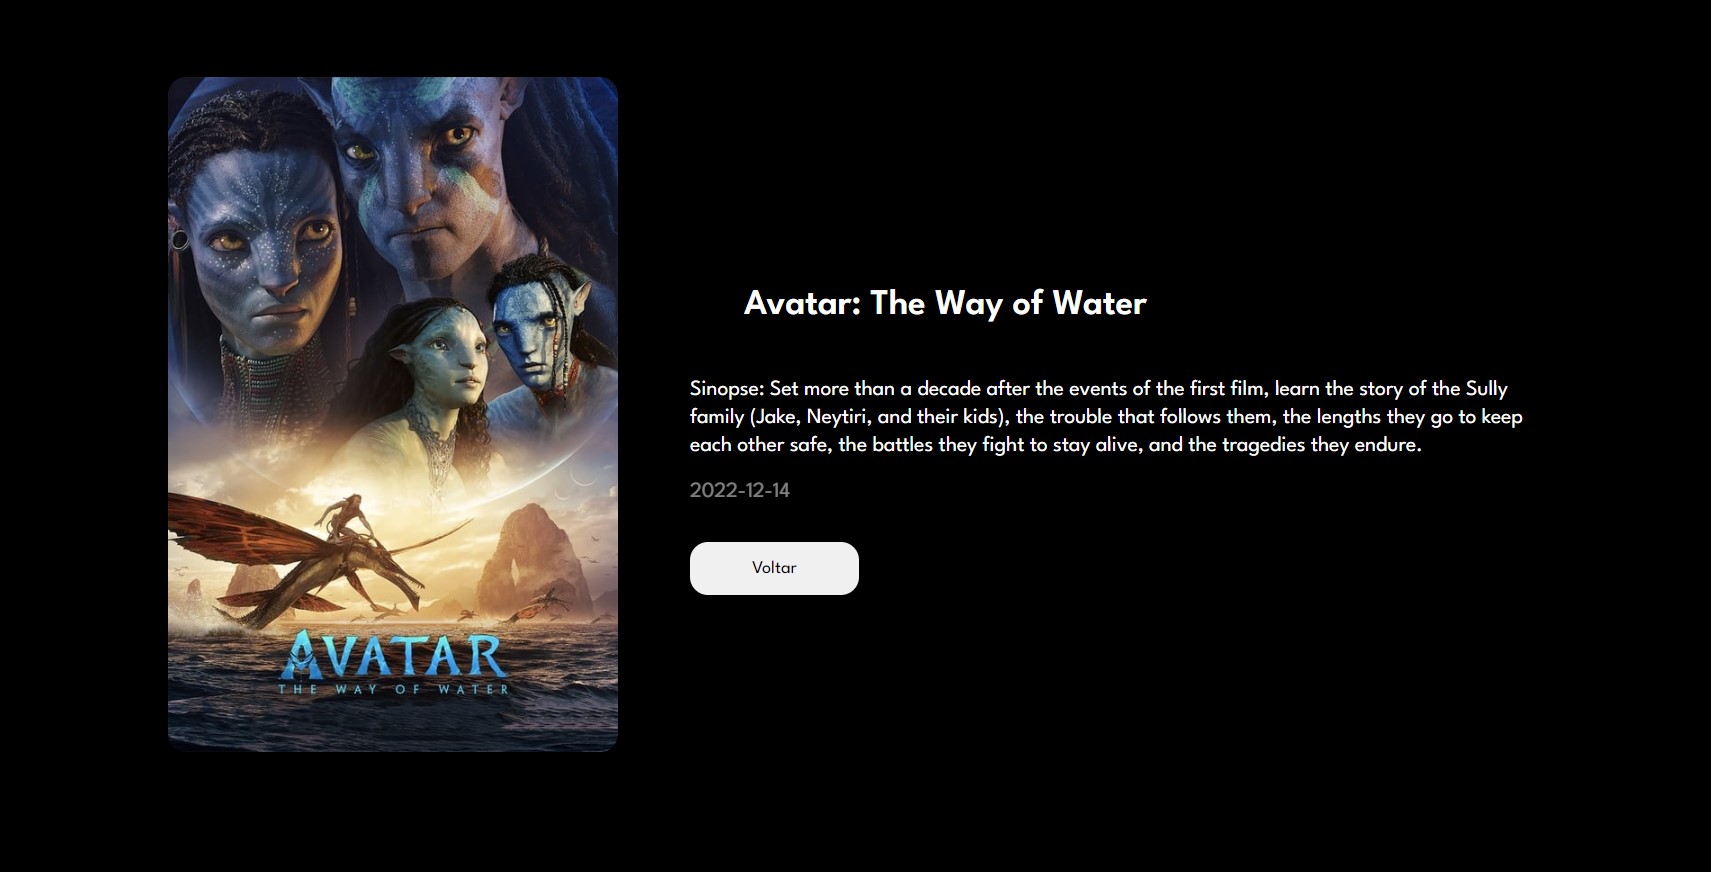 AVATAR
THE WAY OF WATER
Avatar: The Way of Water
Sinopse: Set more than a decade after the events of the first film, learn the story of the Sully
family (Jake, Neytiri, and their kids), the trouble that follows them, the lengths they go to keep
each other safe, the battles they fight to stay alive, and the tragedies they endure.
2022-12-14
Voltar